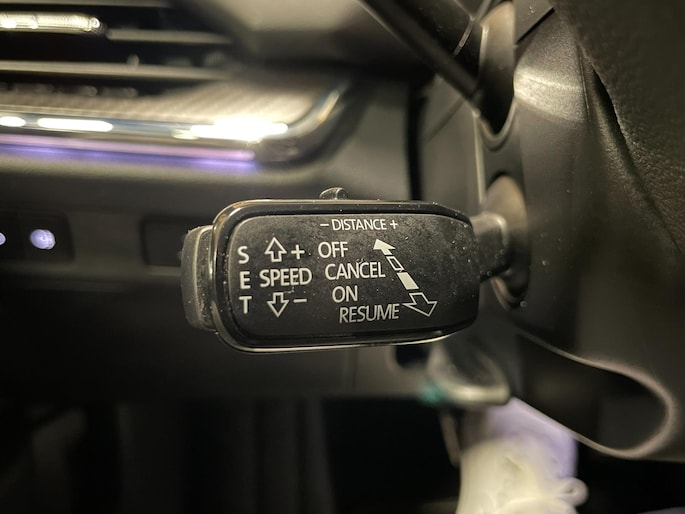 - DISTANCE +
S + OFF
E SPEED CANCEL
T - ON
RESUME